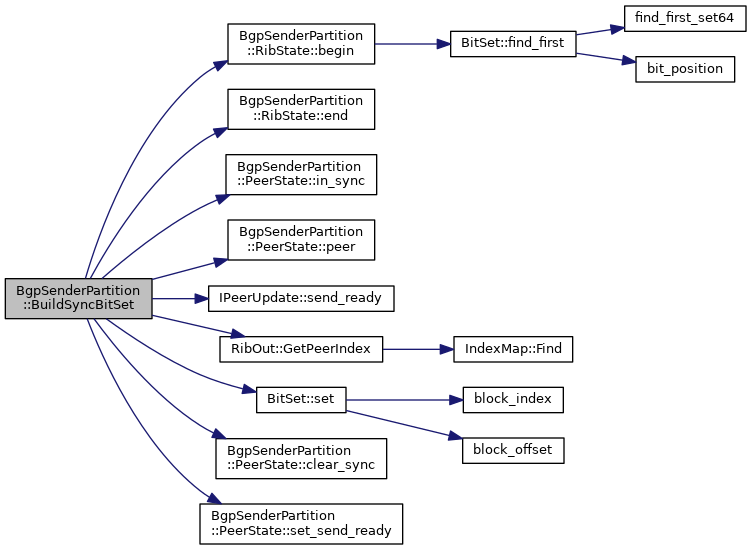 BgpSenderPartition
::BuildSyncBitSet
BgpSenderPartition
::RibState::begin
BitSet::find_first
find_first_set64
bit_position
BgpSenderPartition
::RibState::end
BgpSenderPartition
::PeerState::in_sync
BgpSenderPartition
::PeerState::peer
IPeerUpdate::send_ready
RibOut::GetPeerIndex
IndexMap::Find
BitSet::set
block_index
block_offset
BgpSenderPartition
::PeerState::clear_sync
BgpSenderPartition
::PeerState::set_send_ready